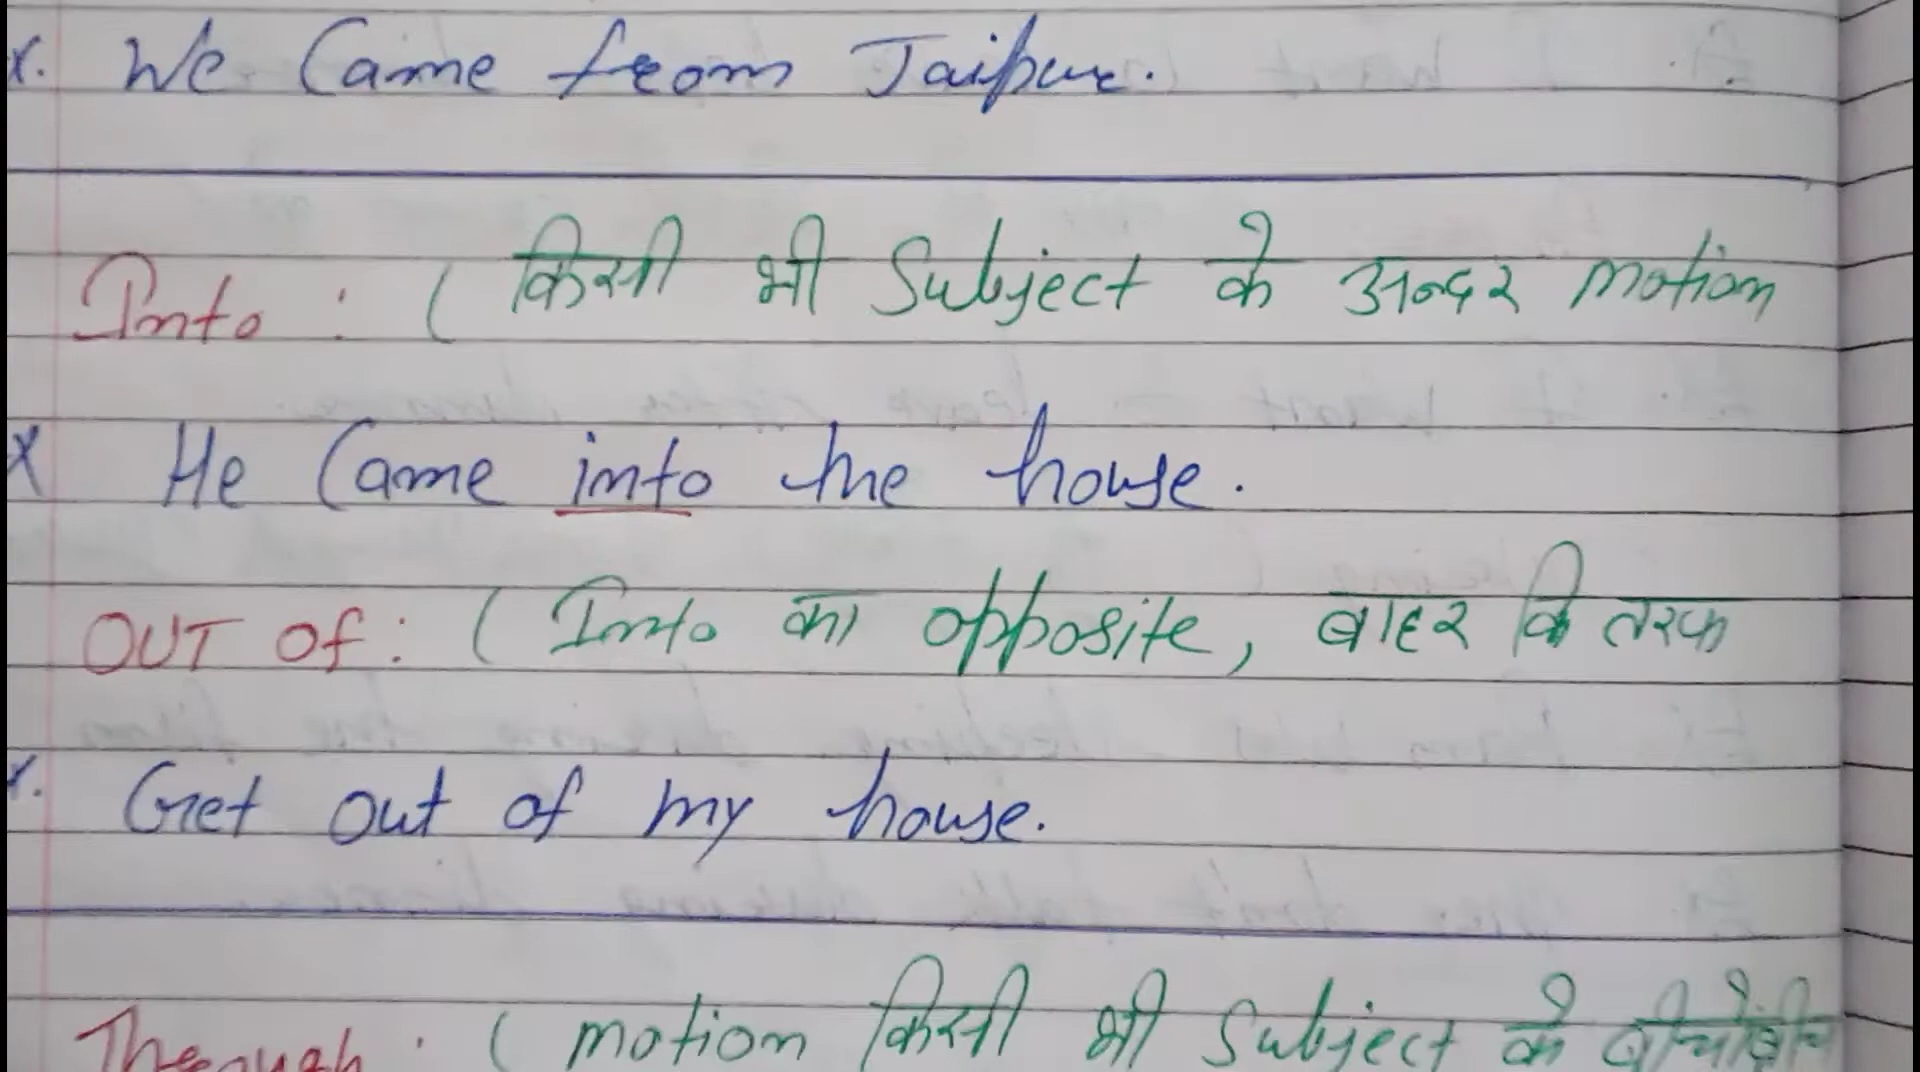 x. We Came from Jaipur.
Into : ( किसी भी Subject के अन्दर motion
x He Came into the house.
OUT Of : ( Into का opposite, बाहर कि तरफ
x. Get out of my house.
Through : ( motion किसी भी Subject के बीचोंबीच